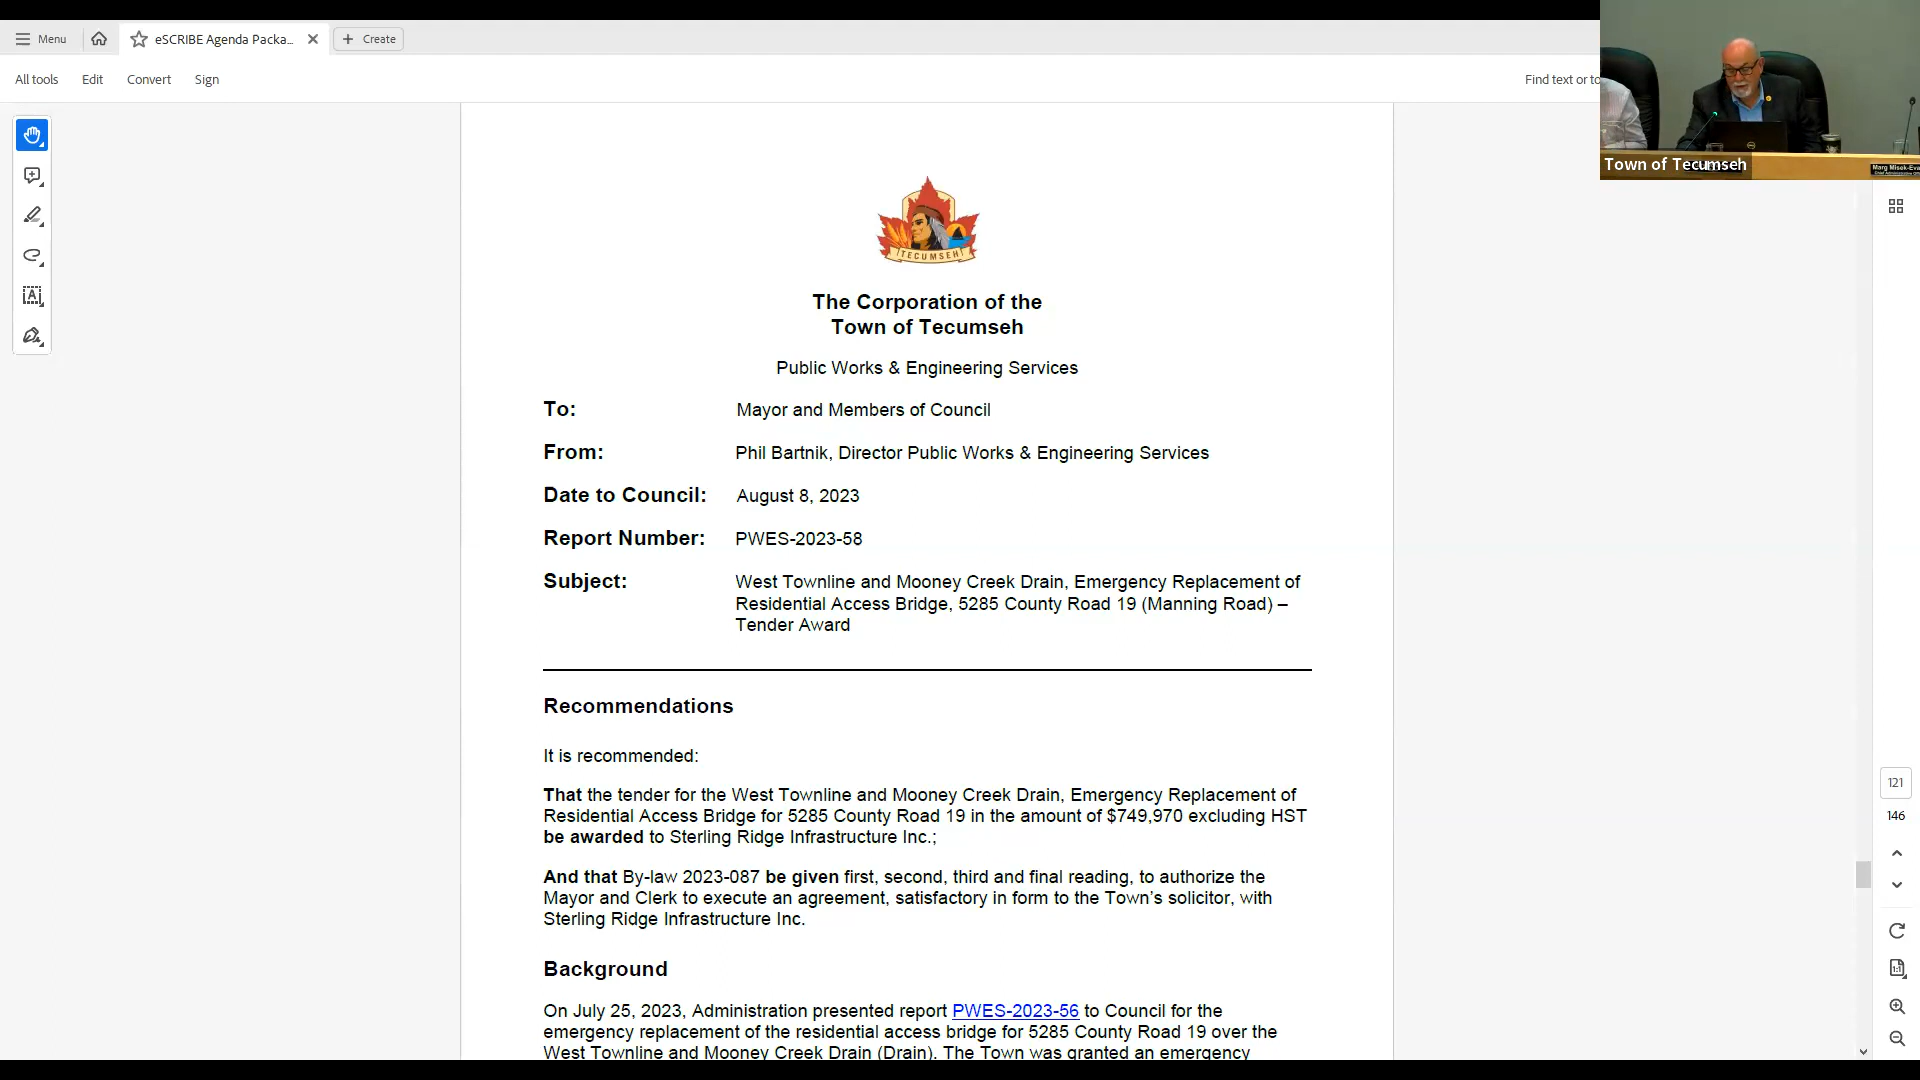 Menu
eSCRIBE Agenda Packa...
Create
All tools
Edit
Convert
Sign
Find text or to
Town of Tecumseh
Marg Misek-Eva
TECUMSEH
The Corporation of the
Town of Tecumseh
Public Works & Engineering Services
To: Mayor and Members of Council
From: Phil Bartnik, Director Public Works & Engineering Services
Date to Council: August 8, 2023
Report Number: PWES-2023-58
Subject: West Townline and Mooney Creek Drain, Emergency Replacement of
Residential Access Bridge, 5285 County Road 19 (Manning Road) –
Tender Award
Recommendations
It is recommended:
That the tender for the West Townline and Mooney Creek Drain, Emergency Replacement of
Residential Access Bridge for 5285 County Road 19 in the amount of $749,970 excluding HST
be awarded to Sterling Ridge Infrastructure Inc.;
And that By-law 2023-087 be given first, second, third and final reading, to authorize the
Mayor and Clerk to execute an agreement, satisfactory in form to the Town's solicitor, with
Sterling Ridge Infrastructure Inc.
Background
On July 25, 2023, Administration presented report PWES-2023-56 to Council for the
emergency replacement of the residential access bridge for 5285 County Road 19 over the
West Townline and Mooney Creek Drain (Drain). The Town was granted an emergency
121
146
1:1